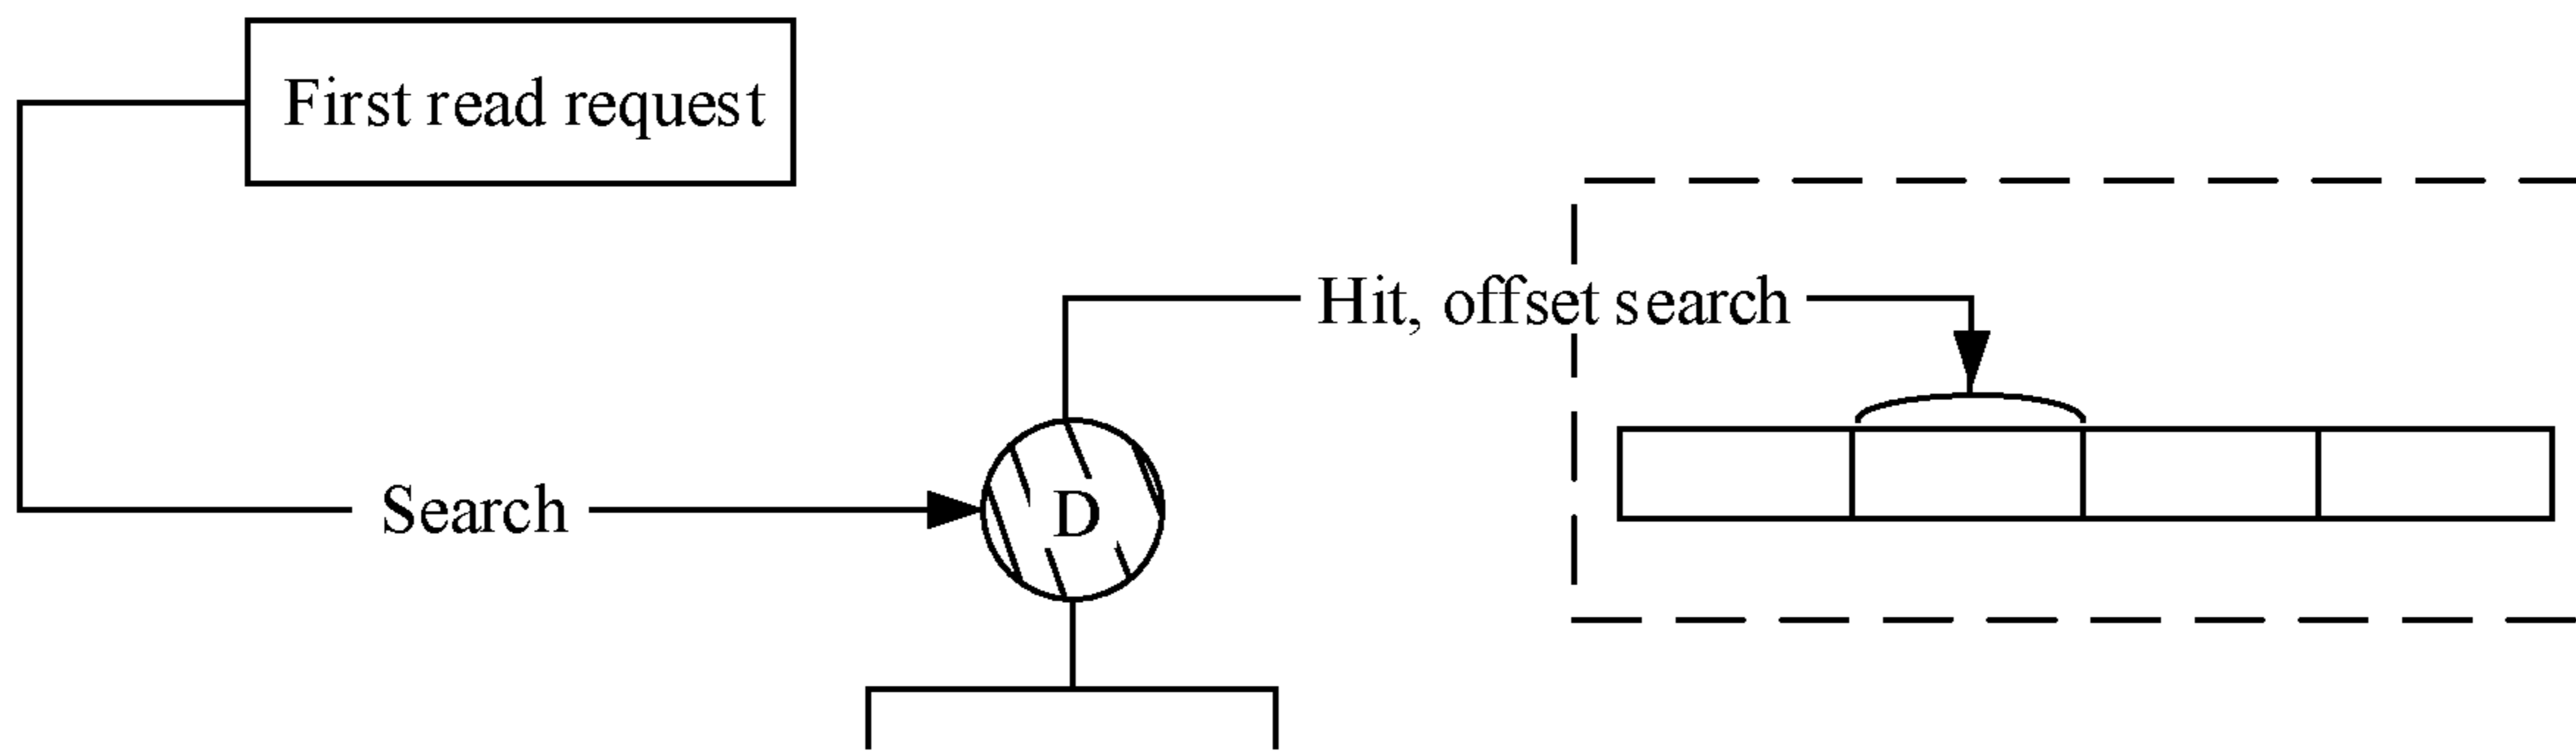 First read request
Hit, offset search
Search
D